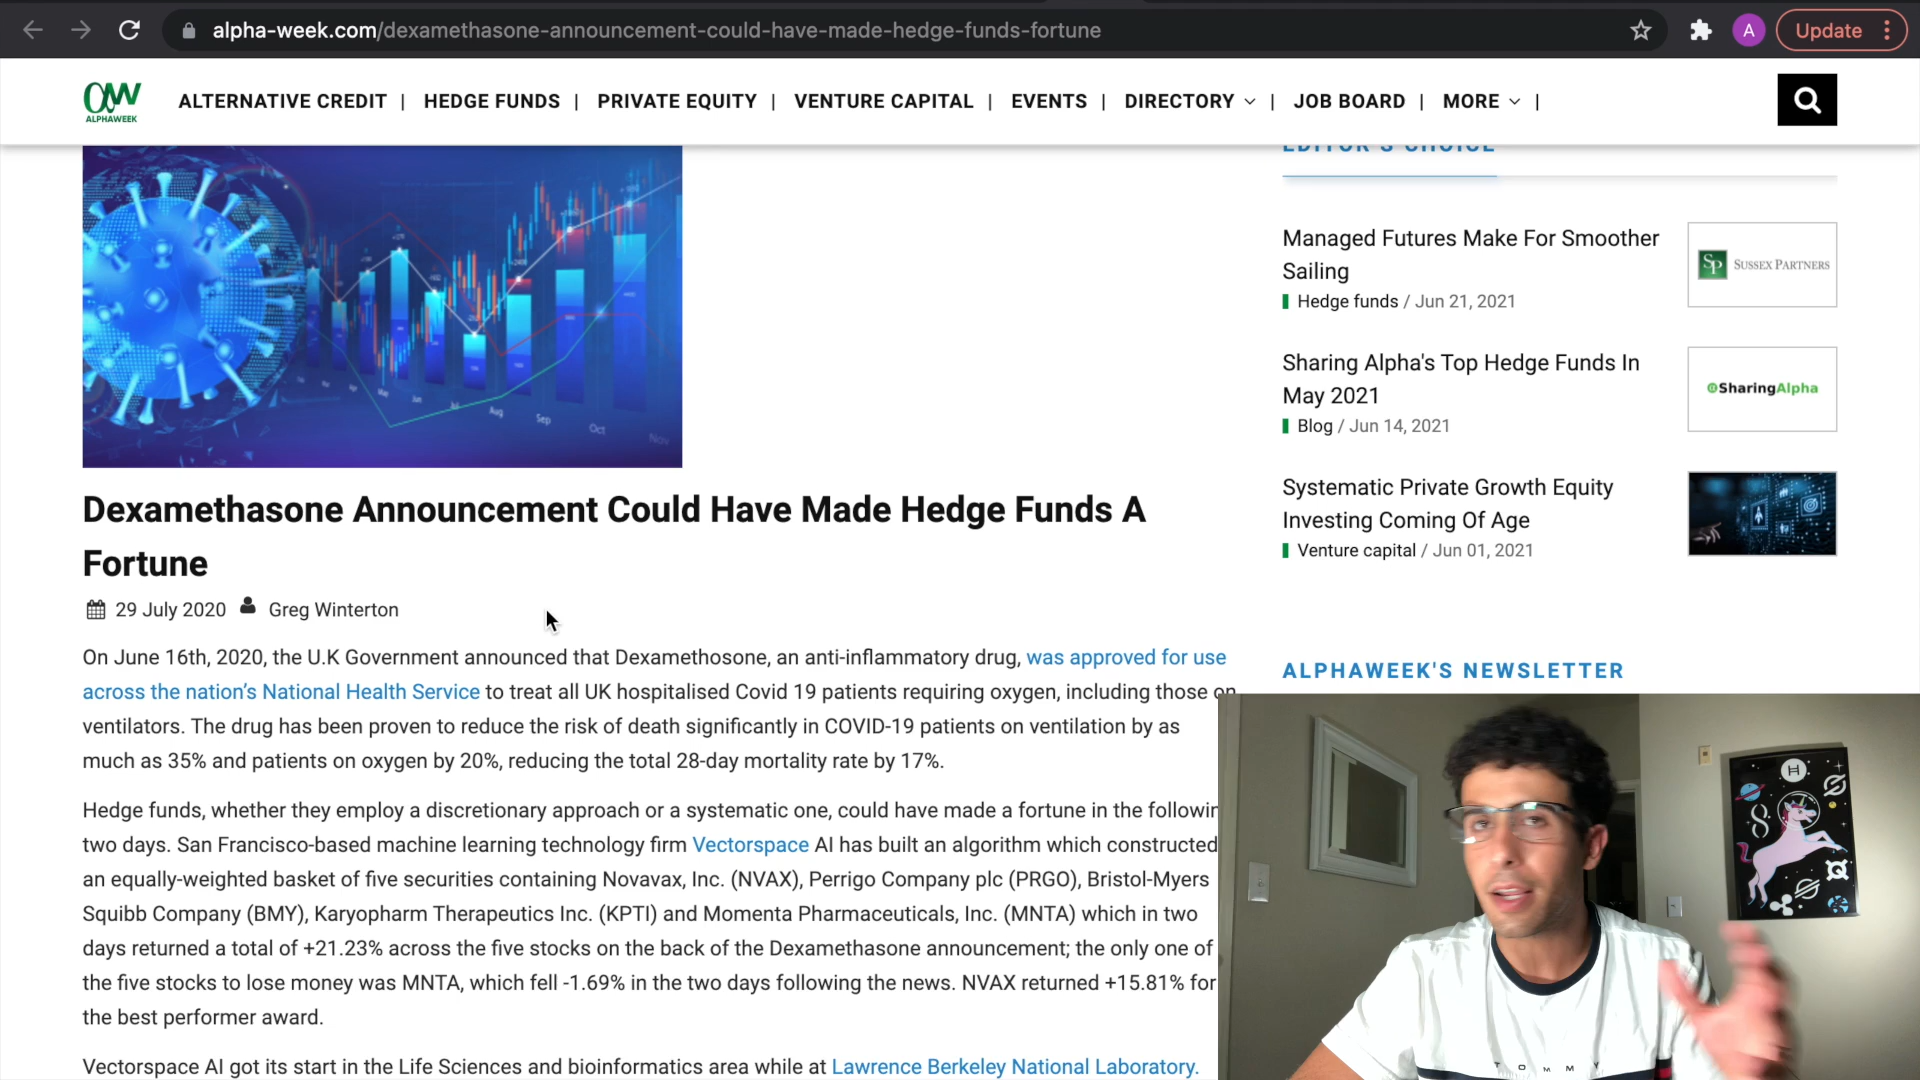 alpha-week.com/dexamethasone-announcement-could-have-made-hedge-funds-fortune
A
Update
ALPHAWEEK
ALTERNATIVE CREDIT | HEDGE FUNDS | PRIVATE EQUITY | VENTURE CAPITAL | EVENTS | DIRECTORY | JOB BOARD | MORE |
EDITOR'S CHOICE
Managed Futures Make For Smoother
Sailing
Hedge funds / Jun 21, 2021
SP SUSSEX PARTNERS
Sharing Alpha's Top Hedge Funds In
May 2021
Blog / Jun 14, 2021
SharingAlpha
Systematic Private Growth Equity
Investing Coming Of Age
Venture capital / Jun 01, 2021
May
Jun
Jul
Aug
Sep
Oct
Nov
Dexamethasone Announcement Could Have Made Hedge Funds A
Fortune
29 July 2020 Greg Winterton
On June 16th, 2020, the U.K Government announced that Dexamethosone, an anti-inflammatory drug, was approved for use
across the nation's National Health Service to treat all UK hospitalised Covid 19 patients requiring oxygen, including those on
ventilators. The drug has been proven to reduce the risk of death significantly in COVID-19 patients on ventilation by as
much as 35% and patients on oxygen by 20%, reducing the total 28-day mortality rate by 17%.
Hedge funds, whether they employ a discretionary approach or a systematic one, could have made a fortune in the followin
two days. San Francisco-based machine learning technology firm Vectorspace AI has built an algorithm which constructed
an equally-weighted basket of five securities containing Novavax, Inc. (NVAX), Perrigo Company plc (PRGO), Bristol-Myers
Squibb Company (BMY), Karyopharm Therapeutics Inc. (KPTI) and Momenta Pharmaceuticals, Inc. (MNTA) which in two
days returned a total of +21.23% across the five stocks on the back of the Dexamethasone announcement; the only one of
the five stocks to lose money was MNTA, which fell -1.69% in the two days following the news. NVAX returned +15.81% for
the best performer award.
Vectorspace AI got its start in the Life Sciences and bioinformatics area while at Lawrence Berkeley National Laboratory.
ALPHAWEEK'S NEWSLETTER